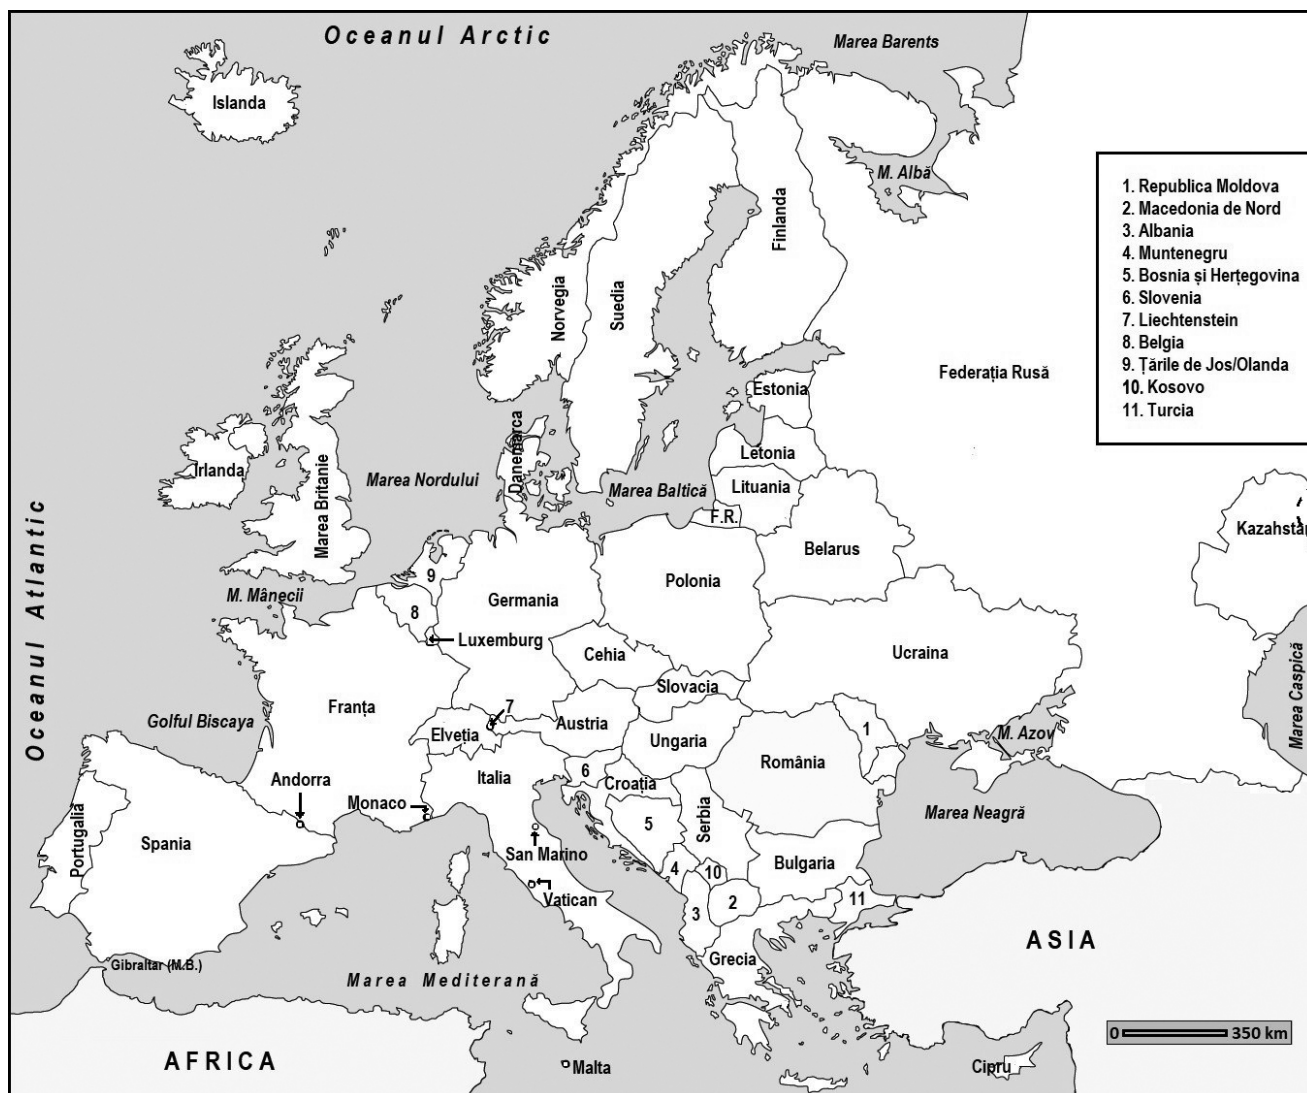 Oceanul Arctic
Marea Barents
Islanda
M. Albă
1. Republica Moldova
2. Macedonia de Nord
3. Albania
4. Muntenegru
5. Bosnia și Herțegovina
6. Slovenia
7. Liechtenstein
8. Belgia
9. Țările de Jos/Olanda
10. Kosovo
11. Turcia
Finlanda
Norvegia
Suedia
Federația Rusă
Estonia
Letonia
Lituania
F.R.
Irlanda
Marea Britanie
Marea Nordului
Danemarca
Marea Baltică
Kazahstan
Belarus
Polonia
Oceanul Atlantic
M. Mânecii
9
8
Germania
Luxemburg
Cehia
Ucraina
Slovacia
Marea Caspică
Franța
7
Golful Biscaya
Elveția
Austria
Ungaria
1
M. Azov
România
Italia
6
Croația
Andorra
Monaco
Serbia
5
Marea Neagră
Portugalia
Spania
San Marino
4
10
Bulgaria
Vatican
3
2
11
ASIA
Grecia
Gibraltar (M.B.)
Marea Mediterană
0 350 km
AFRICA
Malta
Cipru